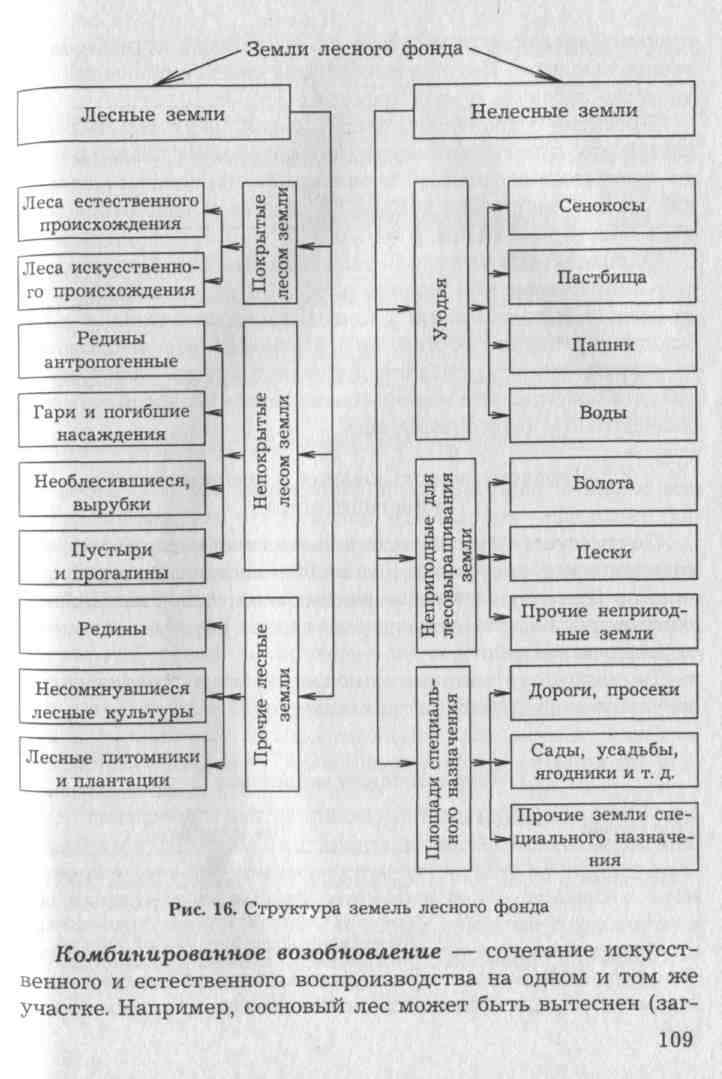 Земли лесного фонда
Лесные земли
Нелесные земли
Покрытые
лесом земли
Леса естественного
происхождения
Леса искусственно-
го происхождения
Непокрытые
лесом земли
Редины
антропогенные
Гари и погибшие
насаждения
Необлесившиеся,
вырубки
Пустыри
и прогалины
Прочие лесные
земли
Редины
Несомкнувшиеся
лесные культуры
Лесные питомники
и плантации
Угодья
Сенокосы
Пастбища
Пашни
Воды
Непригодные для
лесовыращивания
земли
Болота
Пески
Прочие непригод-
ные земли
Площади специаль-
ного назначения
Дороги, просеки
Сады, усадьбы,
ягодники и т. д.
Прочие земли спе-
циального назначе-
ния
Рис. 16. Структура земель лесного фонда
Комбинированное возобновление — сочетание искусст-
венного и естественного воспроизводства на одном и том же
участке. Например, сосновый лес может быть вытеснен (заг-
109